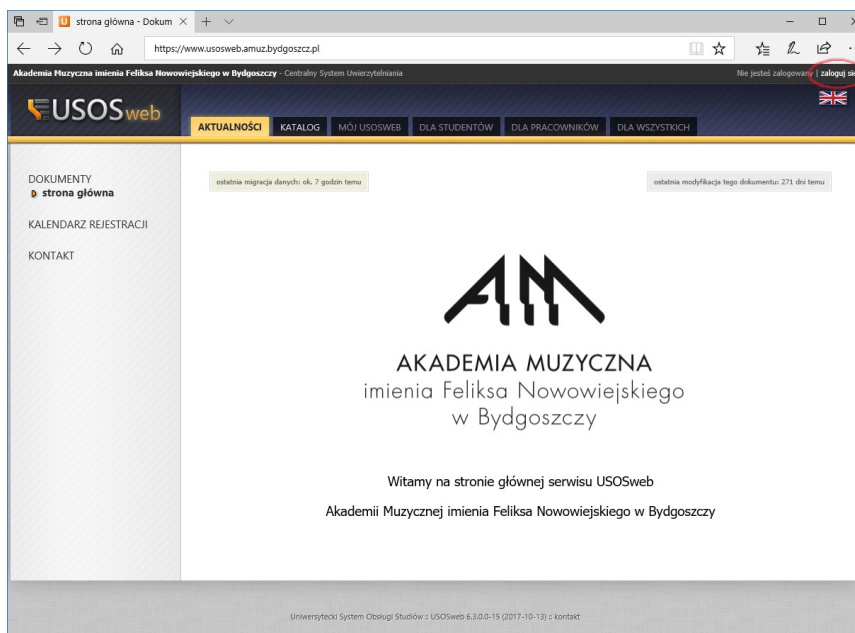 strona główna - Dokum
https://www.usosweb.amuz.bydgoszcz.pl
Akademia Muzyczna imienia Feliksa Nowowiejskiego w Bydgoszczy - Centralny System Uwierzytelniania
Nie jesteś zalogowany | zaloguj się
USOSweb
AKTUALNOŚCI KATALOG MÓJ USOSWEB DLA STUDENTÓW DLA PRACOWNIKÓW DLA WSZYSTKICH
DOKUMENTY
strona główna
KALENDARZ REJESTRACJI
KONTAKT
ostatnia migracja danych: ok. 7 godzin temu
ostatnia modyfikacja tego dokumentu: 271 dni temu
AM
AKADEMIA MUZYCZNA
imienia Feliksa Nowowiejskiego
w Bydgoszczy
Witamy na stronie głównej serwisu USOSweb
Akademii Muzycznej imienia Feliksa Nowowiejskiego w Bydgoszczy
Uniwersytecki System Obsługi Studiów :: USOSweb 6.3.0.0-15 (2017-10-13) :: kontakt